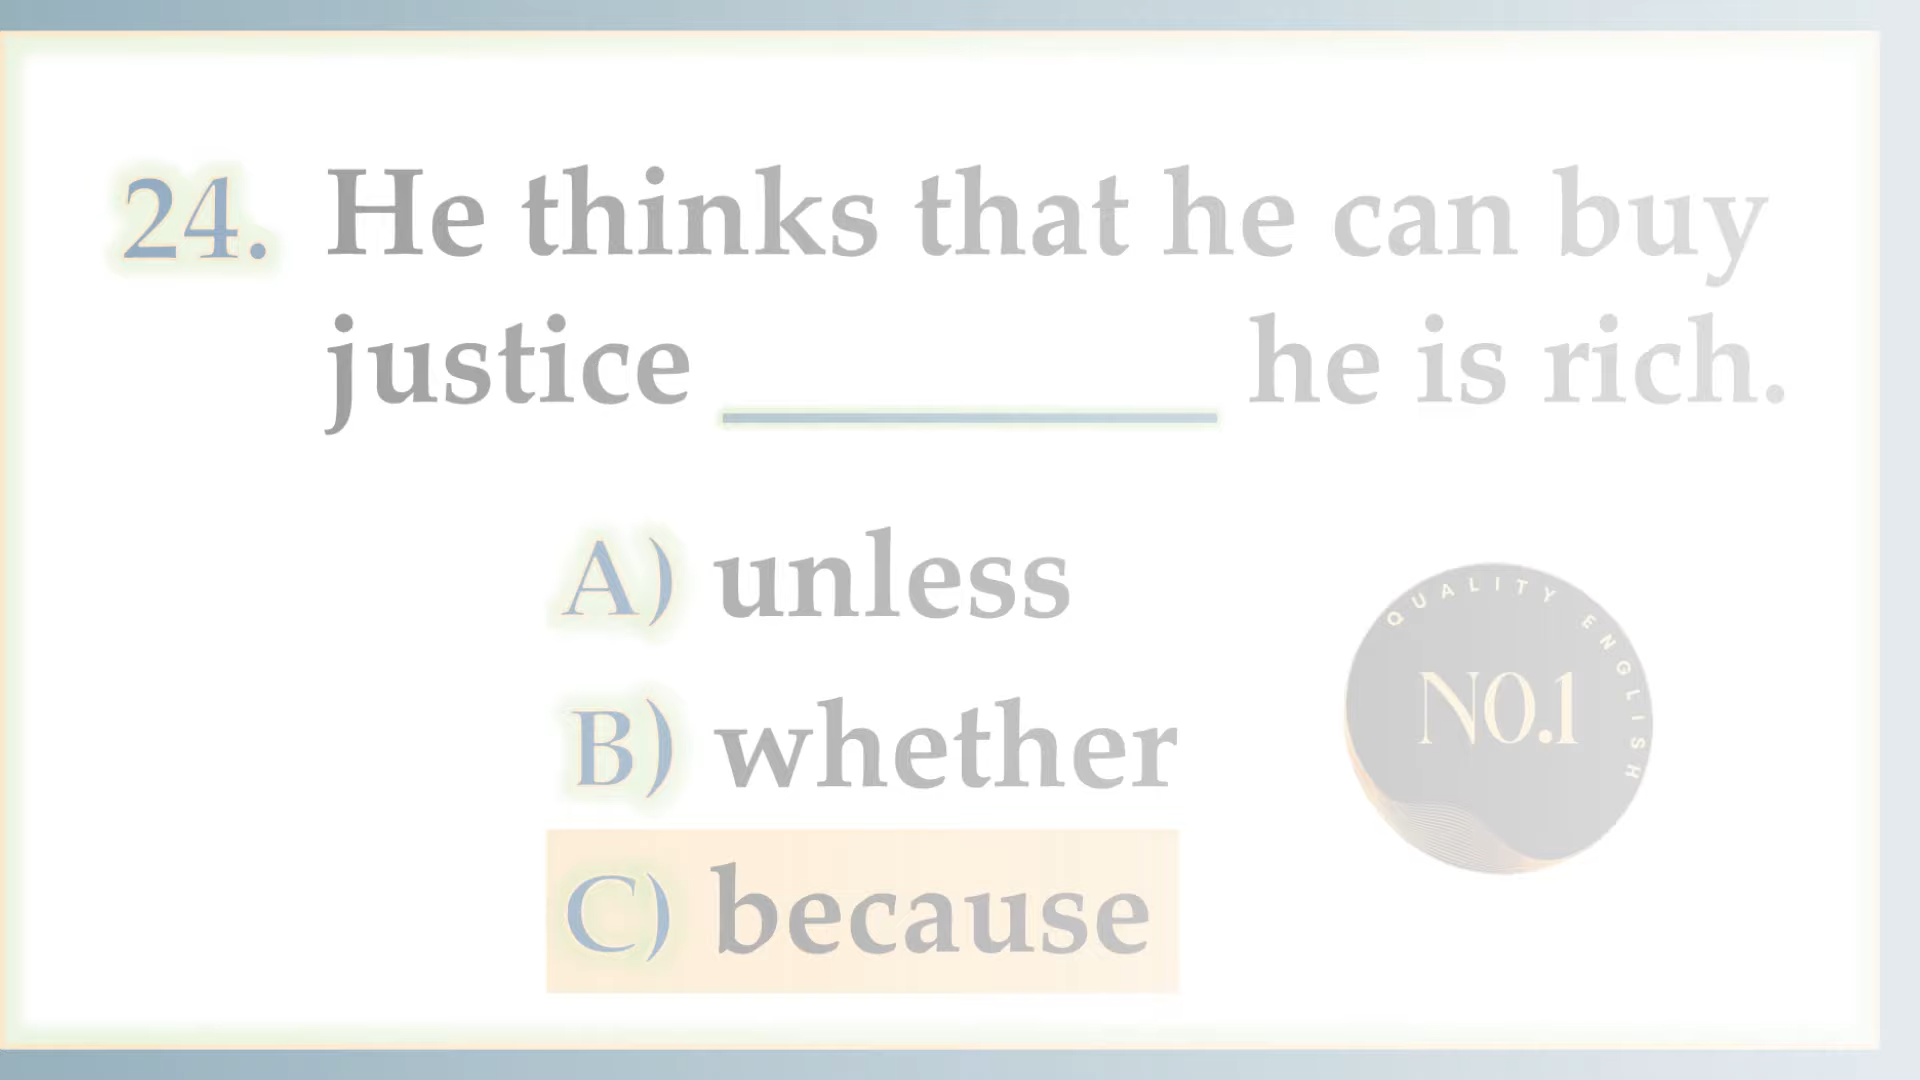 24. He thinks that he can buy
justice __________ he is rich.
A) unless
B) whether
C) because
QUALITY ENGLISH
NO.1